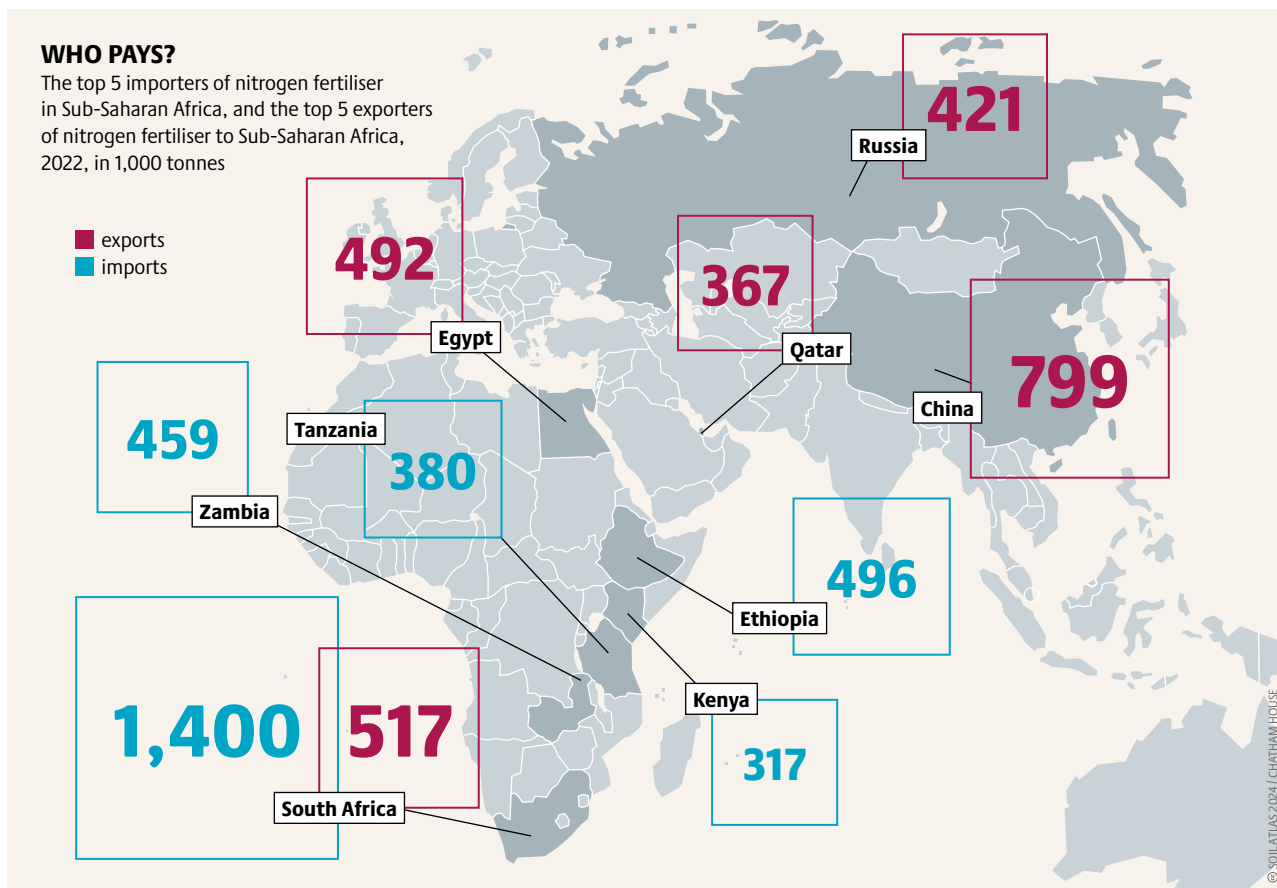 WHO PAYS?
The top 5 importers of nitrogen fertiliser
in Sub-Saharan Africa, and the top 5 exporters
of nitrogen fertiliser to Sub-Saharan Africa,
2022, in 1,000 tonnes
exports
imports
421
Russia
492
Egypt
367
Qatar
799
China
459
Zambia
Tanzania
380
496
Ethiopia
Kenya
317
1,400
517
South Africa
© SOIL ATLAS 2024 / CHATHAM HOUSE